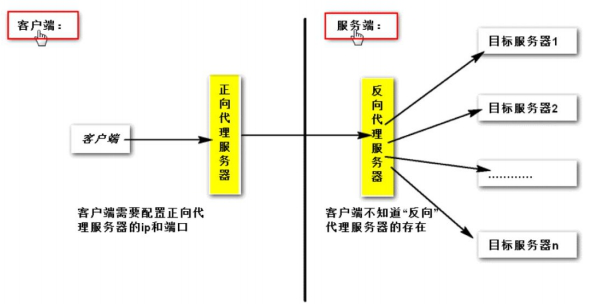 客户端：
服务端：
目标服务器1
正向代理服务器
反向代理服务器
目标服务器2
客户端
…………
客户端需要配置正向代
理服务器的ip和端口
客户端不知道“反向”
代理服务器的存在
目标服务器n